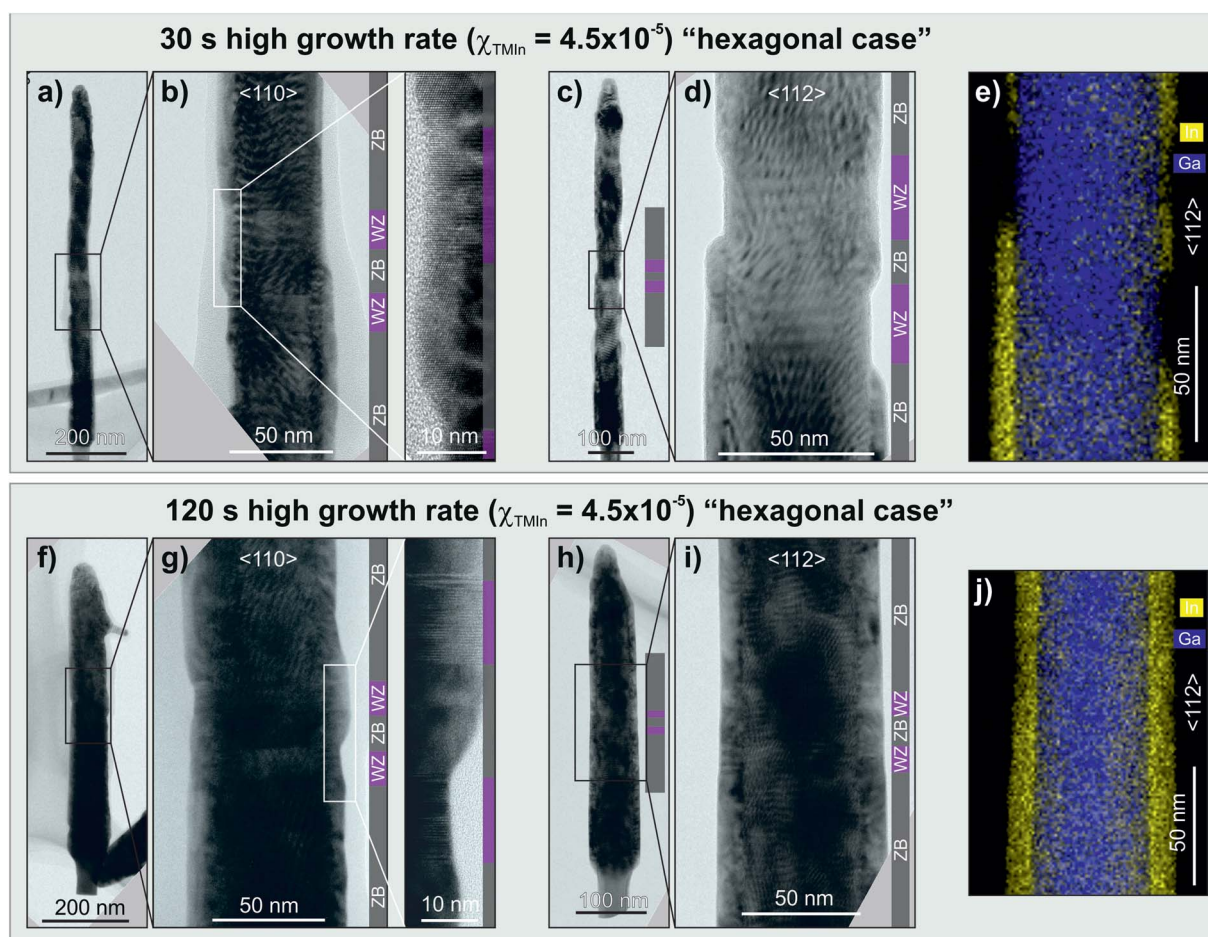 30 s high growth rate (χTMIn = 4.5x10-5) “hexagonal case”
a)
200 nm
b)
<110>
50 nm
ZB
WZ
ZB
WZ
ZB
10 nm
c)
100 nm
d)
<112>
50 nm
ZB
WZ
ZB
WZ
ZB
e)
In
Ga
<112>
50 nm
120 s high growth rate (χTMIn = 4.5x10-5) “hexagonal case”
f)
200 nm
g)
<110>
50 nm
ZB
WZ
ZB
WZ
ZB
10 nm
h)
100 nm
i)
<112>
50 nm
ZB
WZ
ZB
WZ
ZB
j)
In
Ga
<112>
50 nm